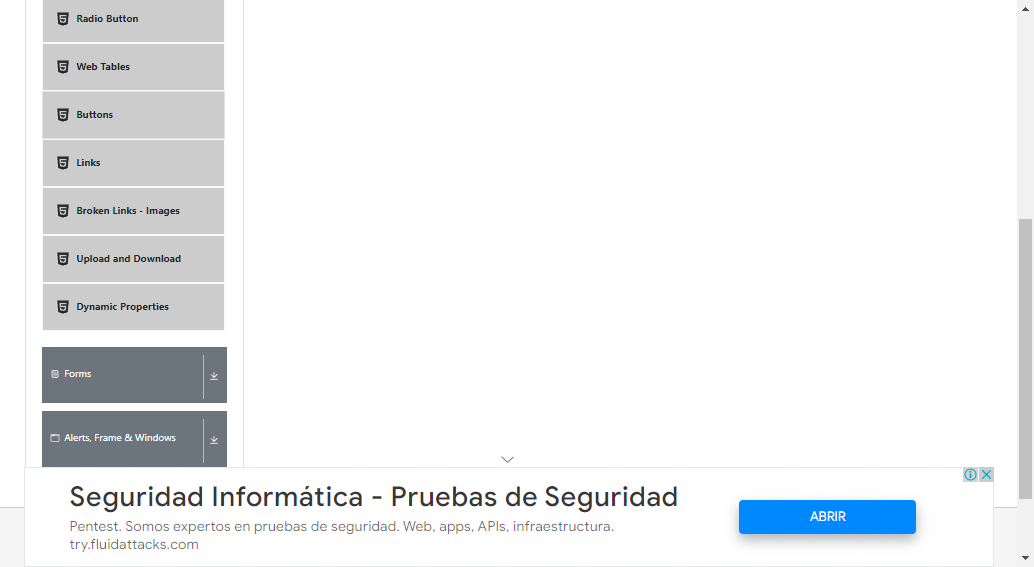 Radio Button
Web Tables
Buttons
Links
Broken Links - Images
Upload and Download
Dynamic Properties
Forms
Alerts, Frame & Windows
Seguridad Informática - Pruebas de Seguridad
Pentest. Somos expertos en pruebas de seguridad. Web, apps, APIs, infraestructura.
try.fluidattacks.com
ABRIR